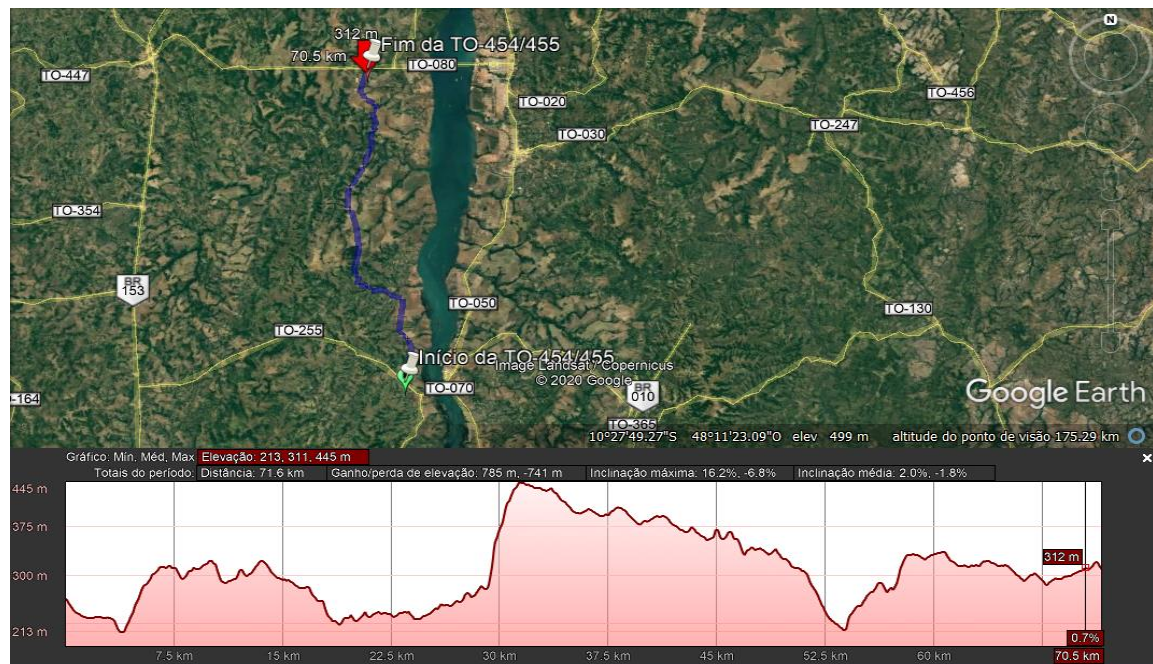 N
312 m
Fim da TO-454/455
70.5 km
TO-080
TO-447
TO-456
TO-020
TO-247
TO-030
TO-354
BR
153
TO-050
TO-130
TO-255
Início da TO-454/455
Image Landsat / Copernicus
© 2020 Google
TO-070
BR
010
Google Earth
-164
TO-365
10°27'49.27"S 48°11'23.09"O elev 499 m altitude do ponto de visão 175.29 km
Gráfico: Mín, Méd, Max Elevação: 213, 311, 445 m
Totais do período: Distância: 71.6 km Ganho/perda de elevação: 785 m, -741 m Inclinação máxima: 16.2%, -6.8% Inclinação média: 2.0%, -1.8%
445 m
375 m
312 m
300 m
213 m
0.7%
7.5 km 15 km 22.5 km 30 km 37.5 km 45 km 52.5 km 60 km 70.5 km